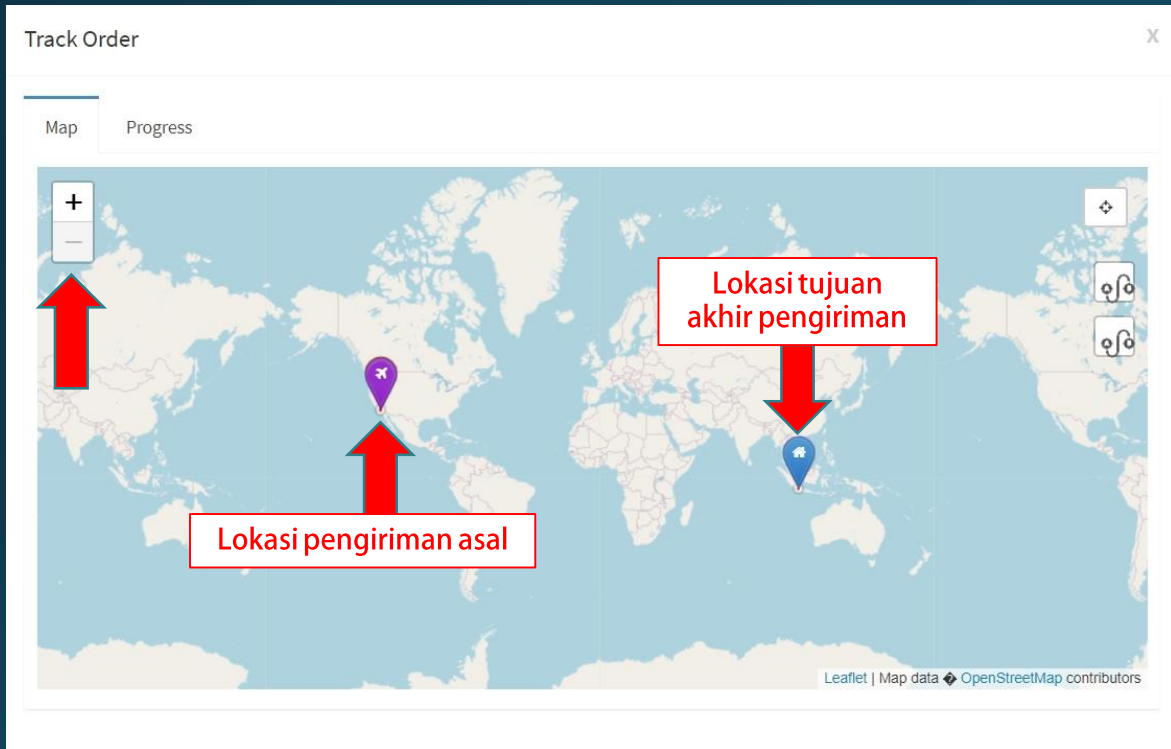 Track Order
X
Map
Progress
+
−
Lokasi tujuan
akhir pengiriman
Lokasi pengiriman asal
Leaflet | Map data � OpenStreetMap contributors